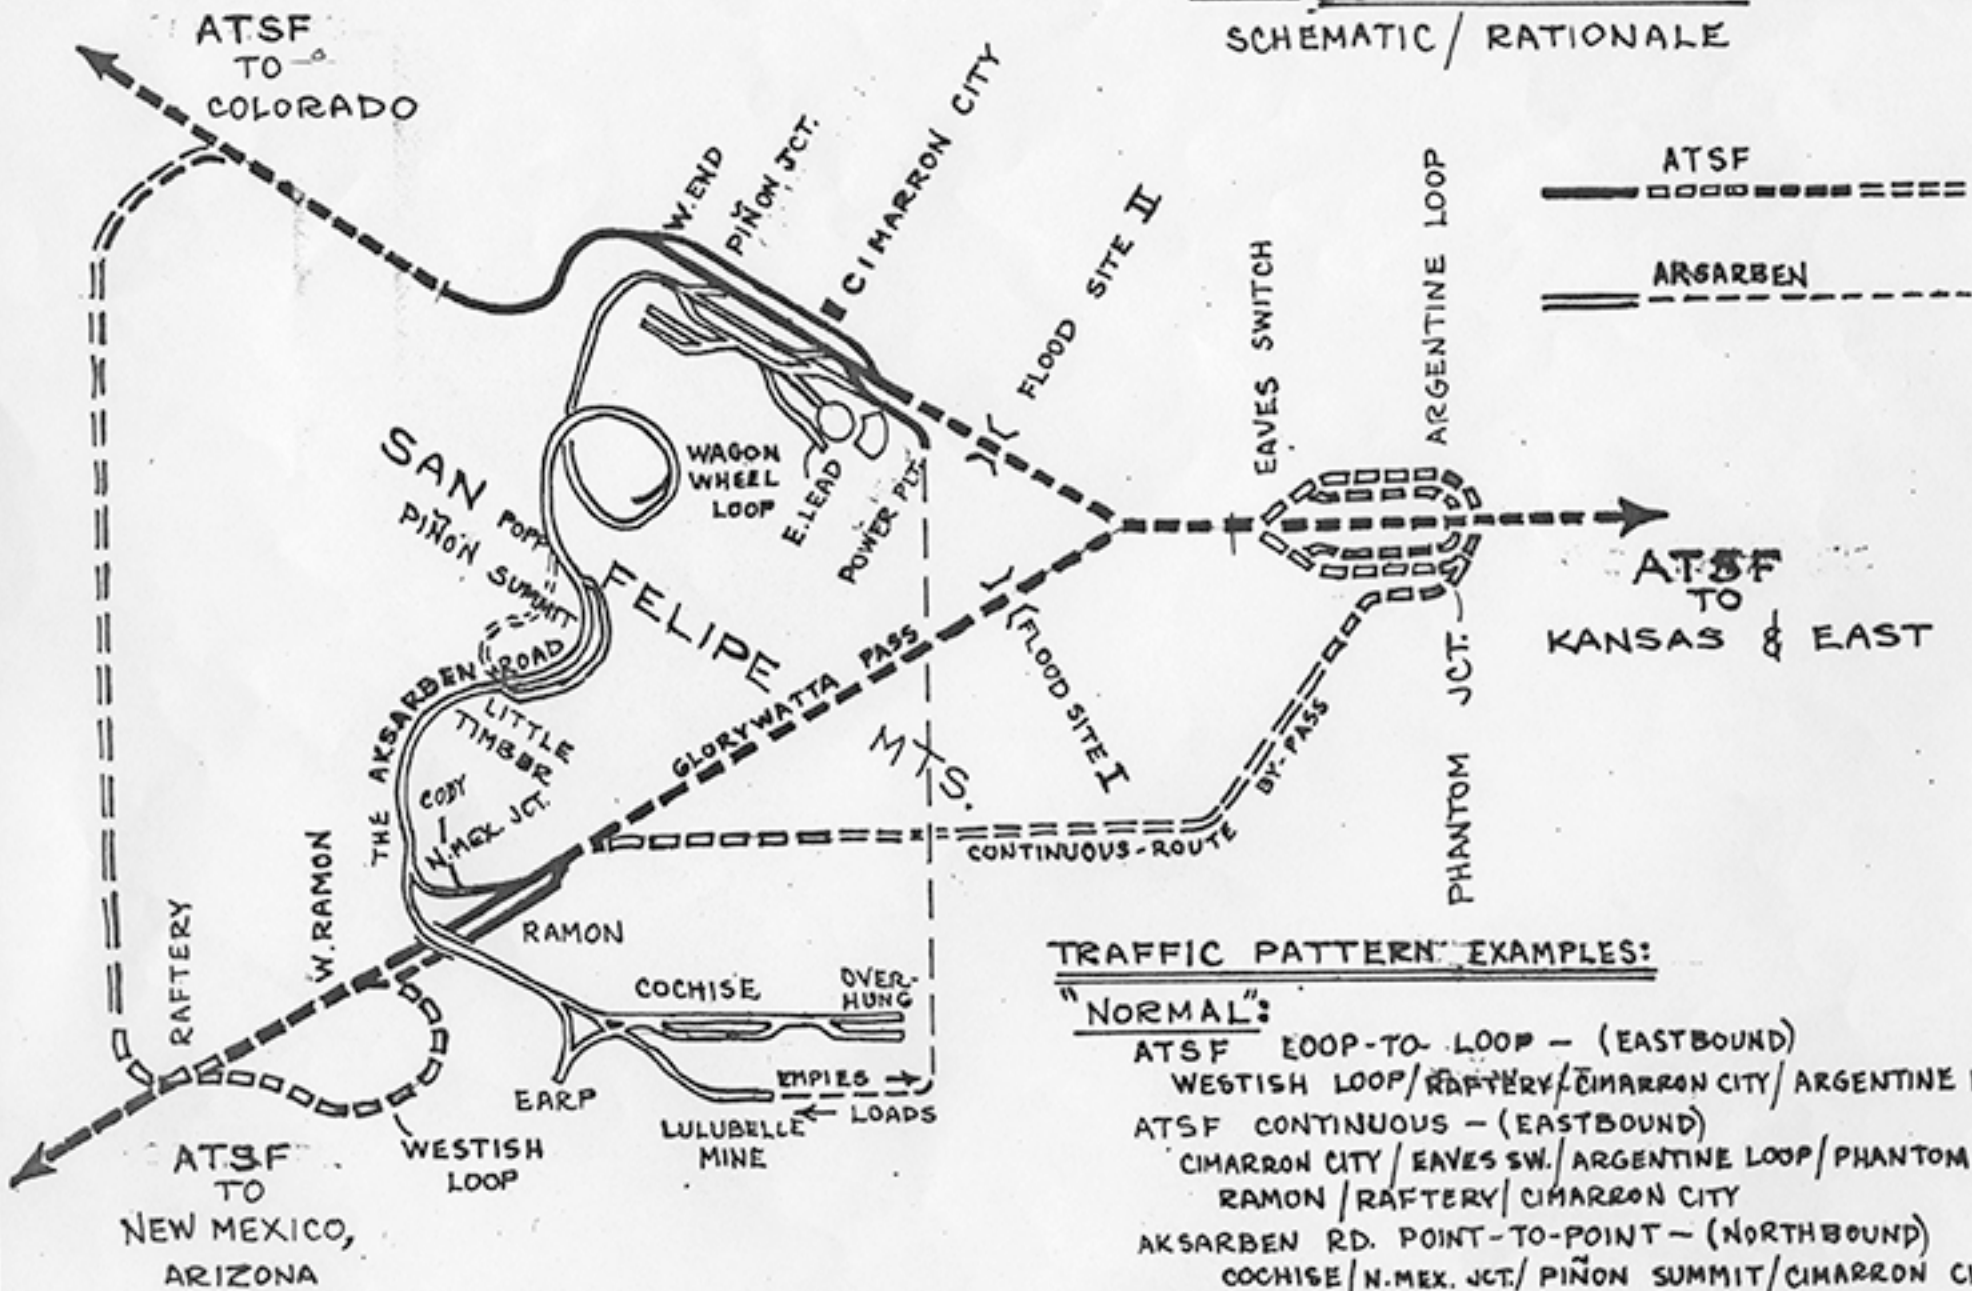 SCHEMATIC / RATIONALE
ATSF
TO
COLORADO
W. END
PIÑON JCT.
CIMARRON CITY
FLOOD SITE II
EAVES SWITCH
ARGENTINE LOOP
ATSF
ARSARBEN
SAN FELIPE MTS.
WAGON
WHEEL
LOOP
E. LEAD
POWER PLT.
POPP
PIÑON SUMMIT
THE AKSARBEN ROAD
LITTLE
TIMBER
CODY
N. MEX. JCT.
GLORYWATTA PASS
FLOOD SITE I
BY-PASS
CONTINUOUS-ROUTE
PHANTOM JCT.
ATSF
TO
KANSAS & EAST
RAFTERY
W. RAMON
RAMON
COCHISE
OVER-
HUNG
EARP
EMPIES →
← LOADS
LULUBELLE
MINE
WESTISH
LOOP
ATSF
TO
NEW MEXICO,
ARIZONA
TRAFFIC PATTERN EXAMPLES:
"NORMAL":
ATSF LOOP-TO-LOOP - (EASTBOUND)
WESTISH LOOP/RAFTERY/CIMARRON CITY/ARGENTINE
ATSF CONTINUOUS - (EASTBOUND)
CIMARRON CITY/EAVES SW./ARGENTINE LOOP/PHANTOM
RAMON/RAFTERY/CIMARRON CITY
AKSARBEN RD. POINT-TO-POINT - (NORTHBOUND)
COCHISE/N.MEX. JCT./PIÑON SUMMIT/CIMARRON